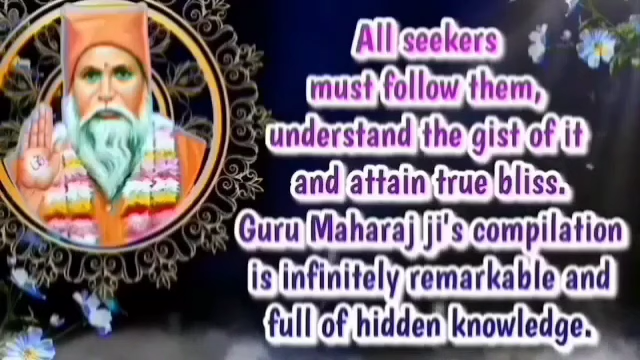 All seekers
must follow them,
understand the gist of it
and attain true bliss.
Guru Maharaj ji's compilation
is infinitely remarkable and
full of hidden knowledge.
ॐ